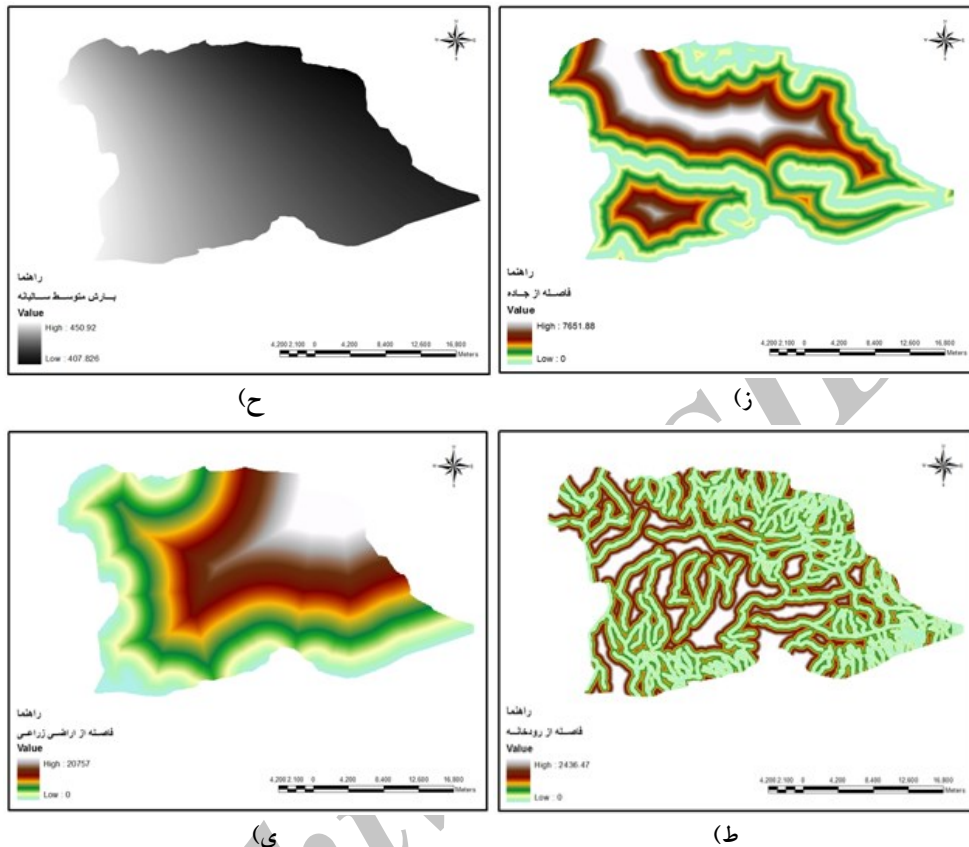 راهنما
فاصله از جاده
Value
High : 7651.88
Low : 0
4,200 2,100 0 4,200 8,400 12,600 16,800
Meters
ز)
راهنما
بارش متوسط سالیانه
Value
High : 450.92
Low : 407.826
4,200 2,100 0 4,200 8,400 12,600 16,800
Meters
ح)
راهنما
فاصله از رودخانه
Value
High : 2436.47
Low : 0
4,200 2,100 0 4,200 8,400 12,600 16,800
Meters
ط)
راهنما
فاصله از اراضی زراعی
Value
High : 20757
Low : 0
4,200 2,100 0 4,200 8,400 12,600 16,800
Meters
ی)